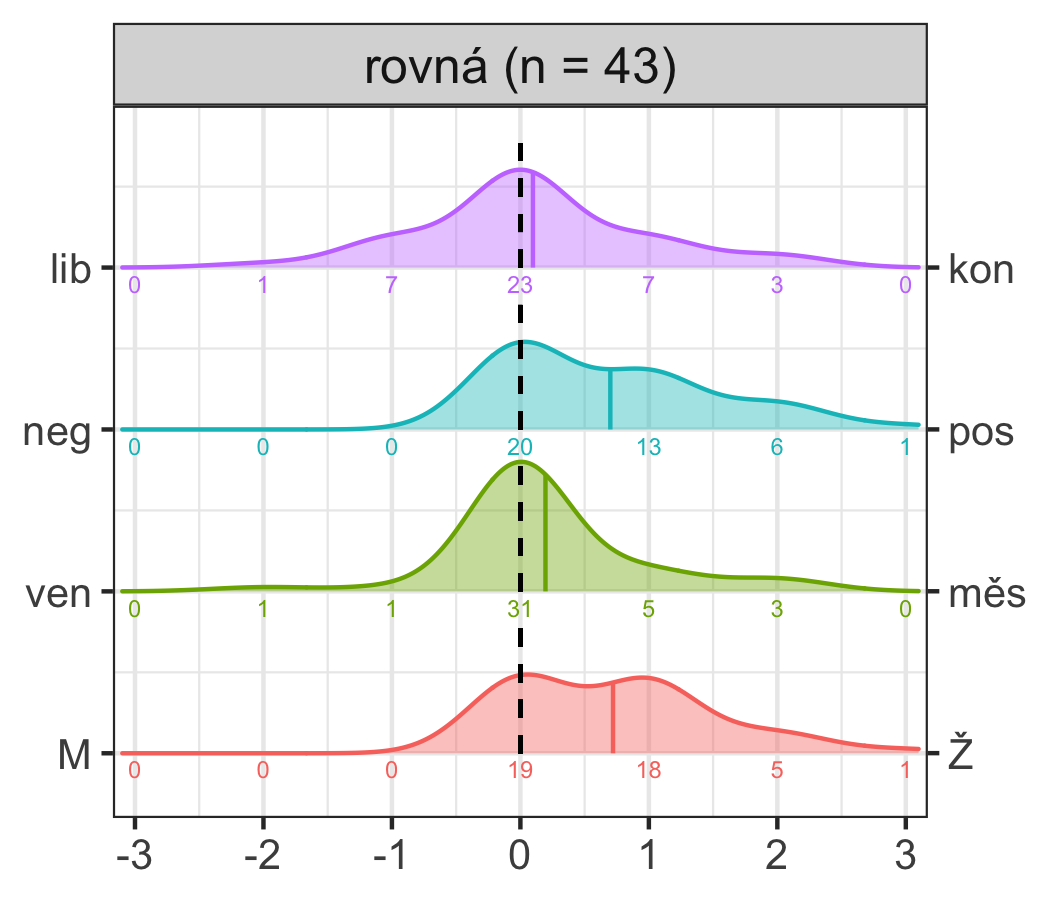 rovná (n = 43)
lib kon
0 1 7 23 7 3 0
neg pos
0 0 0 20 13 6 1
ven měs
0 1 1 31 5 3 0
M Ž
0 0 0 19 18 5 1
-3 -2 -1 0 1 2 3